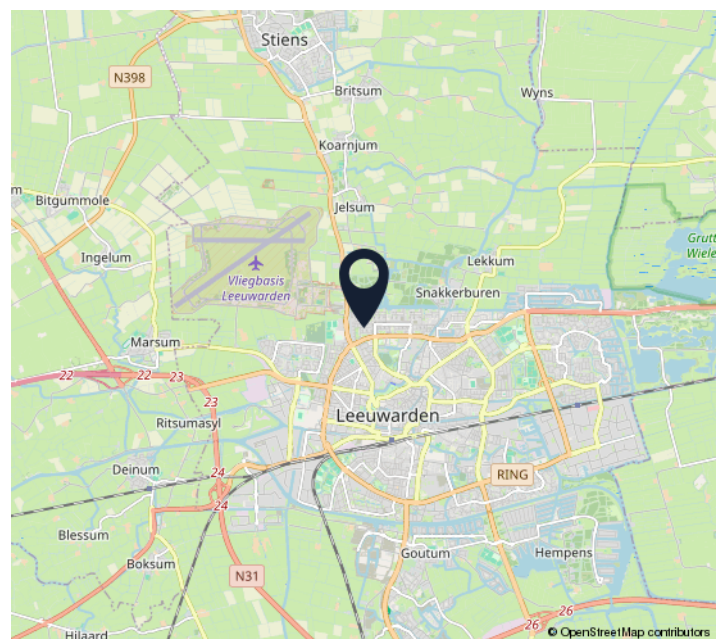 Stiens
N398
Britsum
Wyns
Koarnjum
Bitgummole
Jelsum
Ingelum
Vliegbasis
Leeuwarden
Lekkum
Snakkerburen
Marsum
22
22
23
23
Leeuwarden
Ritsumasyl
24
Deinum
24
RING
Blessum
Boksum
Goutum
Hempens
N31
26
26
Hilaard
© OpenStreetMap contributors